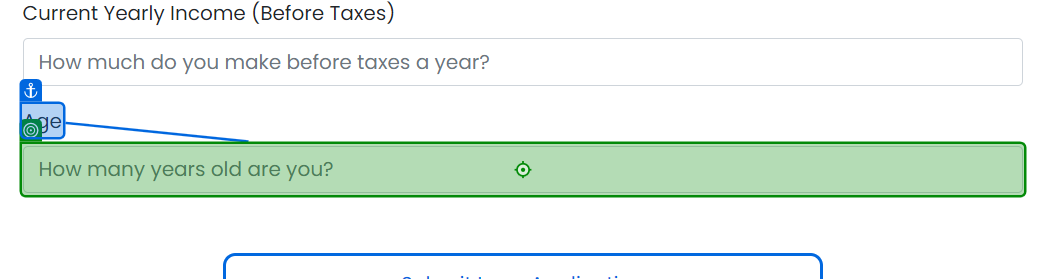 Current Yearly Income (Before Taxes)
How much do you make before taxes a year?
Age
How many years old are you?